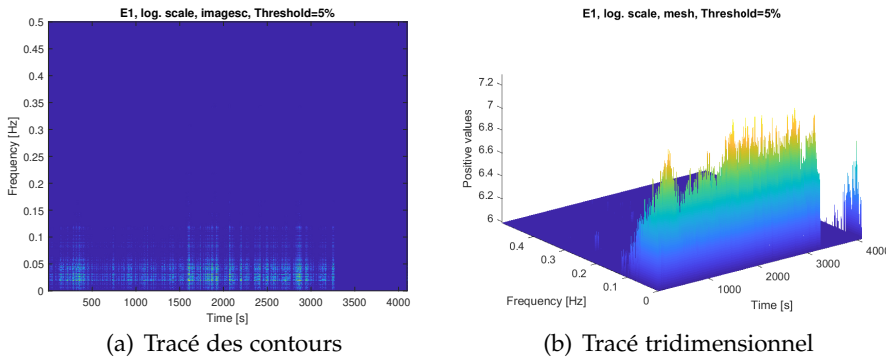 E1, log. scale, imagesc, Threshold=5%
0.5
0.45
0.4
0.35
0.3
0.25
0.2
0.15
0.1
0.05
0
Frequency [Hz]
500 1000 1500 2000 2500 3000 3500 4000
Time [s]
(a) Tracé des contours
E1, log. scale, mesh, Threshold=5%
7.2
7
6.8
6.6
6.4
6.2
6
Positive values
0.4
0.3
0.2
0.1
0
Frequency [Hz]
1000
2000
3000
4000
Time [s]
(b) Tracé tridimensionnel